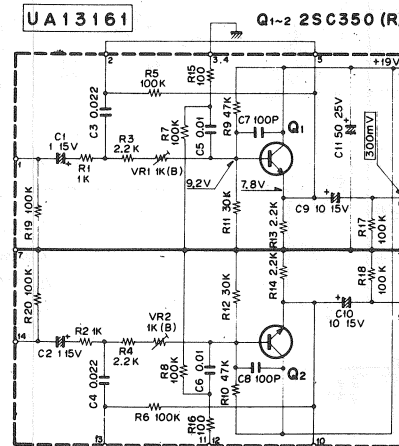 UA13161
Q1~2 2SC350 (R
2
3, 4
5
+19V
R5
100K
R15
100
C3 0.022
R7
100K
C5 0.01
R9 47K
C7 100P
Q1
C11 50 25V
300mV
C1
1 15V
R3
2.2K
1
R1
1K
VR1 1K(B)
9.2V
7.8V
R19 100K
R11 30K
R13 2.2K
C9 10 15V
R17
100K
7
R20 100K
R12 30K
R14 2.2K
R18
100K
VR2
1K(B)
C10
10 15V
14
R2 1K
C2 1 15V
R4
2.2K
Q2
C4 0.022
R8
100K
C6 0.01
R10 47K
C8 100P
R6 100K
R16
100
13
11 12
10